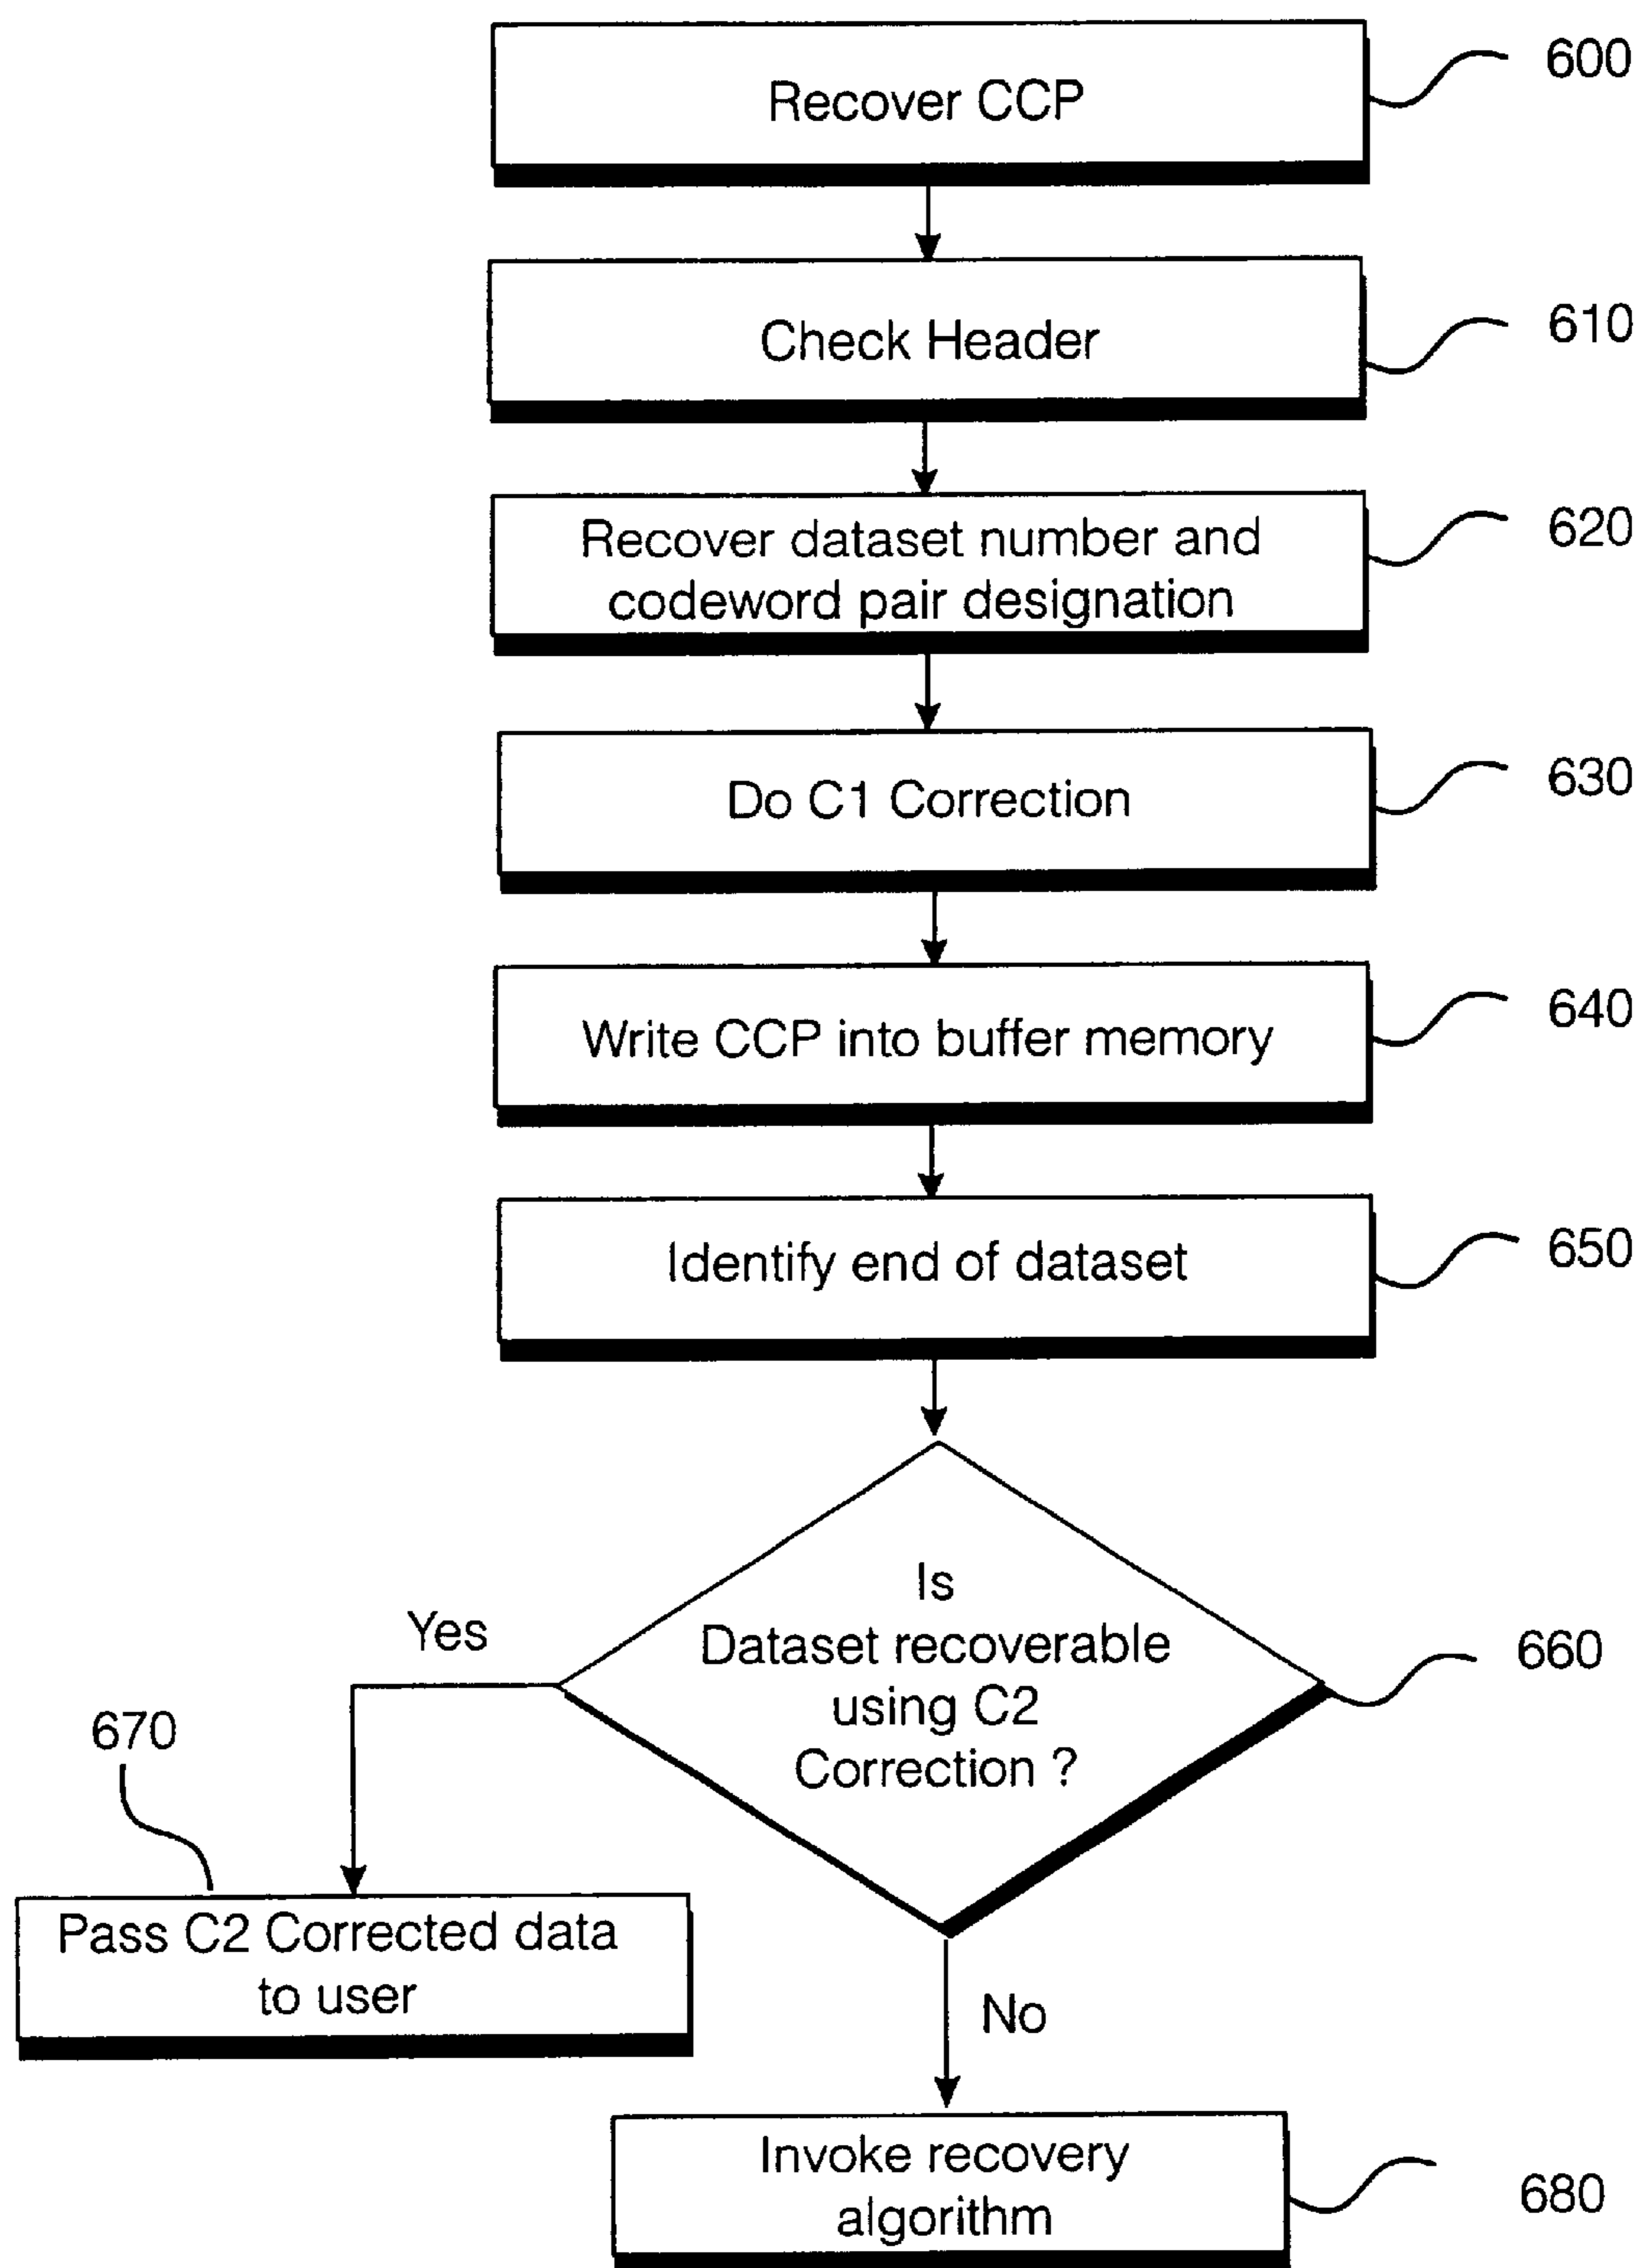 Recover CCP
600
Check Header
610
Recover dataset number and
codeword pair designation
620
Do C1 Correction
630
Write CCP into buffer memory
640
Identify end of dataset
650
Is
Dataset recoverable
using C2
Correction ?
660
Yes
670
Pass C2 Corrected data
to user
No
Invoke recovery
algorithm
680